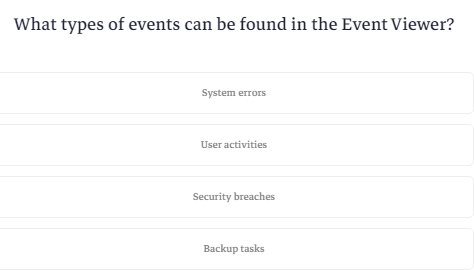 What types of events can be found in the Event Viewer?
System errors
User activities
Security breaches
Backup tasks